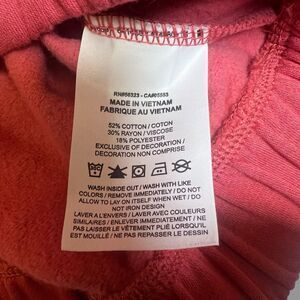 RN#56323 - CA#05553
MADE IN VIETNAM
FABRIQUE AU VIETNAM
52% COTTON / COTON
30% RAYON / VISCOSE
18% POLYESTER
EXCLUSIVE OF DECORATION /
DECORATION NON COMPRISE
WASH INSIDE OUT / WASH WITH LIKE
COLORS / REMOVE IMMEDIATELY / DO NOT
ALLOW TO LAY ON ITSELF WHEN WET / DO
NOT IRON DESIGN
LAVER A L'ENVERS / LAVER AVEC COULEURS
SIMILAIRES / ENLEVER IMMEDIATEMENT / NE
PAS LAISSER LE VÊTEMENT PLIÉ LORSQU'IL
EST MOUILLÉ / NE PAS REPASSER LE DESSIN